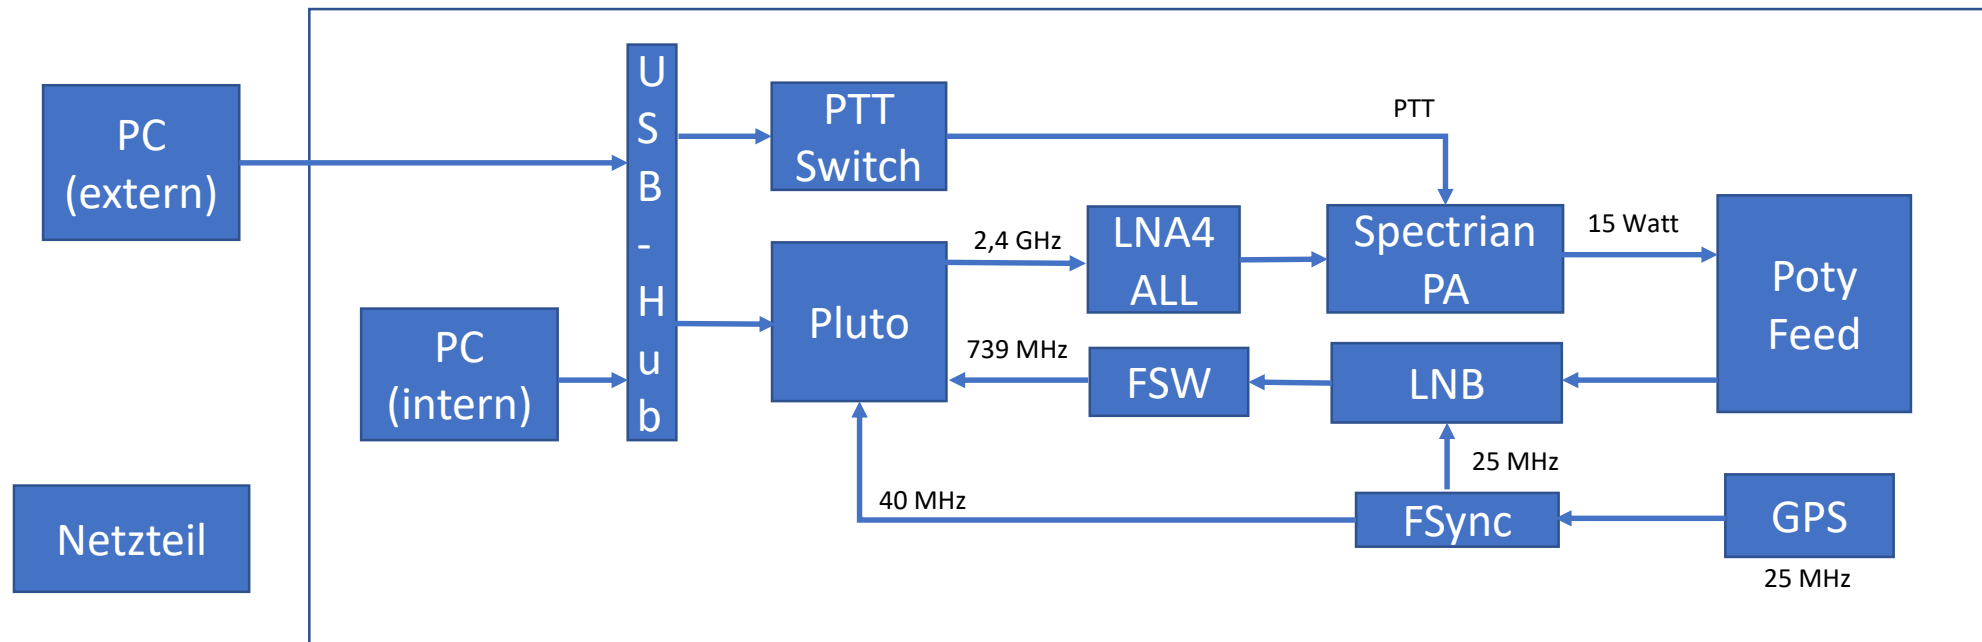 PC
(extern)
U
S
B
-
H
u
b
PTT
Switch
PTT
2,4 GHz
LNA4
ALL
Spectrian
PA
15 Watt
Poty
Feed
Pluto
PC
(intern)
739 MHz
FSW
LNB
25 MHz
40 MHz
FSync
GPS
25 MHz
Netzteil